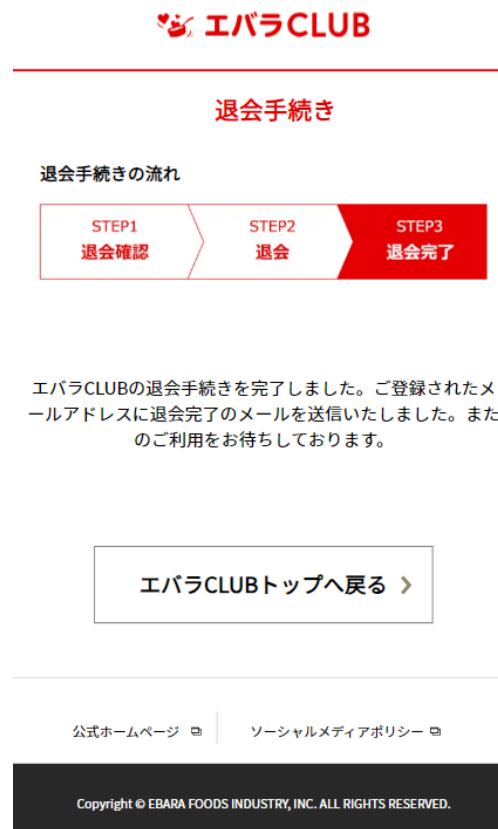 エバラCLUB
退会手続き
退会手続きの流れ
STEP1
退会確認
STEP2
退会
STEP3
退会完了
エバラCLUBの退会手続きを完了しました。ご登録されたメ
ールアドレスに退会完了のメールを送信いたしました。また
のご利用をお待ちしております。
エバラCLUBトップへ戻る
公式ホームページ
ソーシャルメディアポリシー
Copyright © EBARA FOODS INDUSTRY, INC. ALL RIGHTS RESERVED.